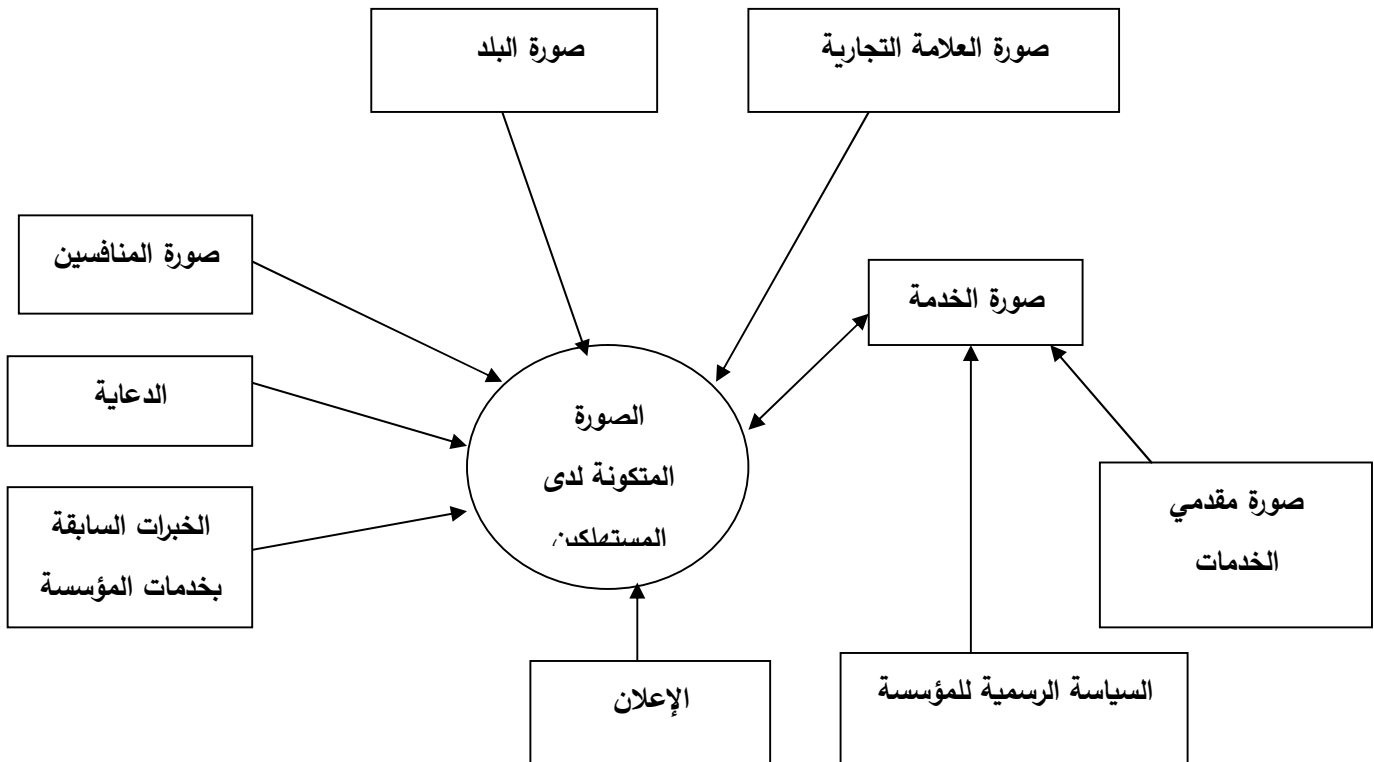 صورة العلامة التجارية
صورة البلد
صورة المنافسين
صورة الخدمة
الدعاية
الصورة
المتكونة لدى
المستهلكين
الخبرات السابقة
بخدمات المؤسسة
صورة مقدمي
الخدمات
الإعلان
السياسة الرسمية للمؤسسة